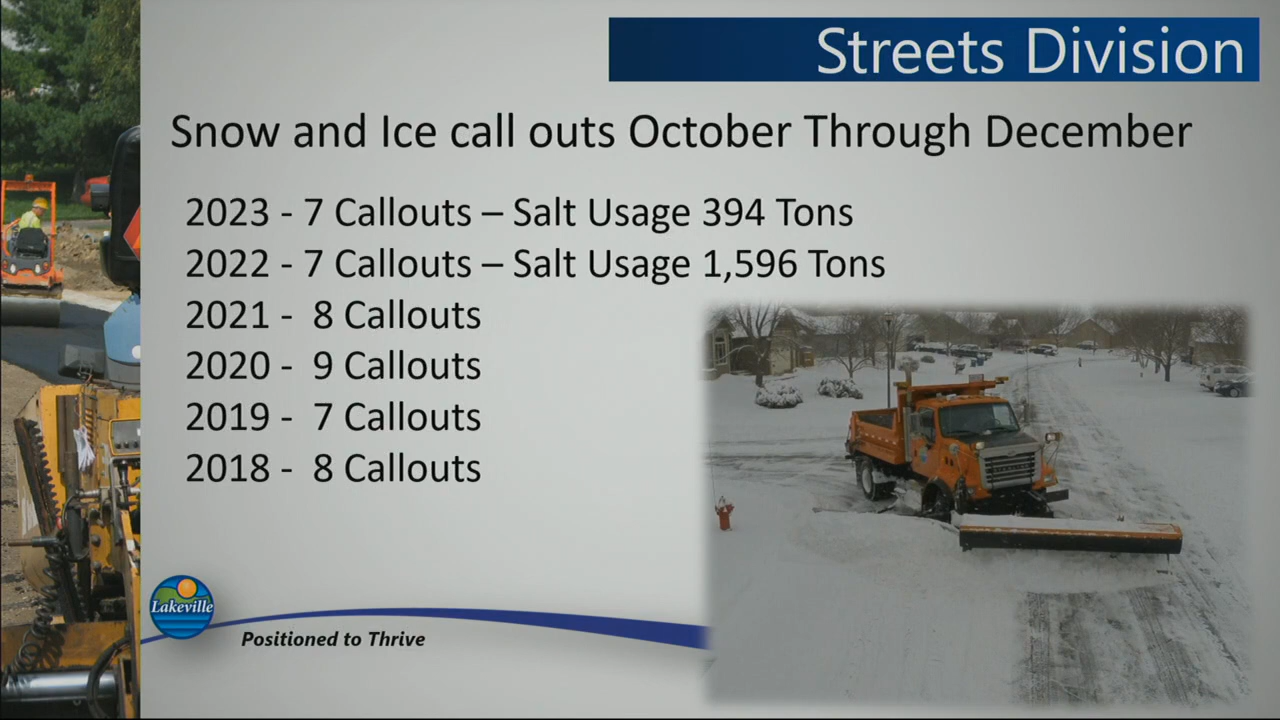 Streets Division
Snow and Ice call outs October Through December
2023 - 7 Callouts – Salt Usage 394 Tons
2022 - 7 Callouts – Salt Usage 1,596 Tons
2021 - 8 Callouts
2020 - 9 Callouts
2019 - 7 Callouts
2018 - 8 Callouts
Lakeville
Positioned to Thrive